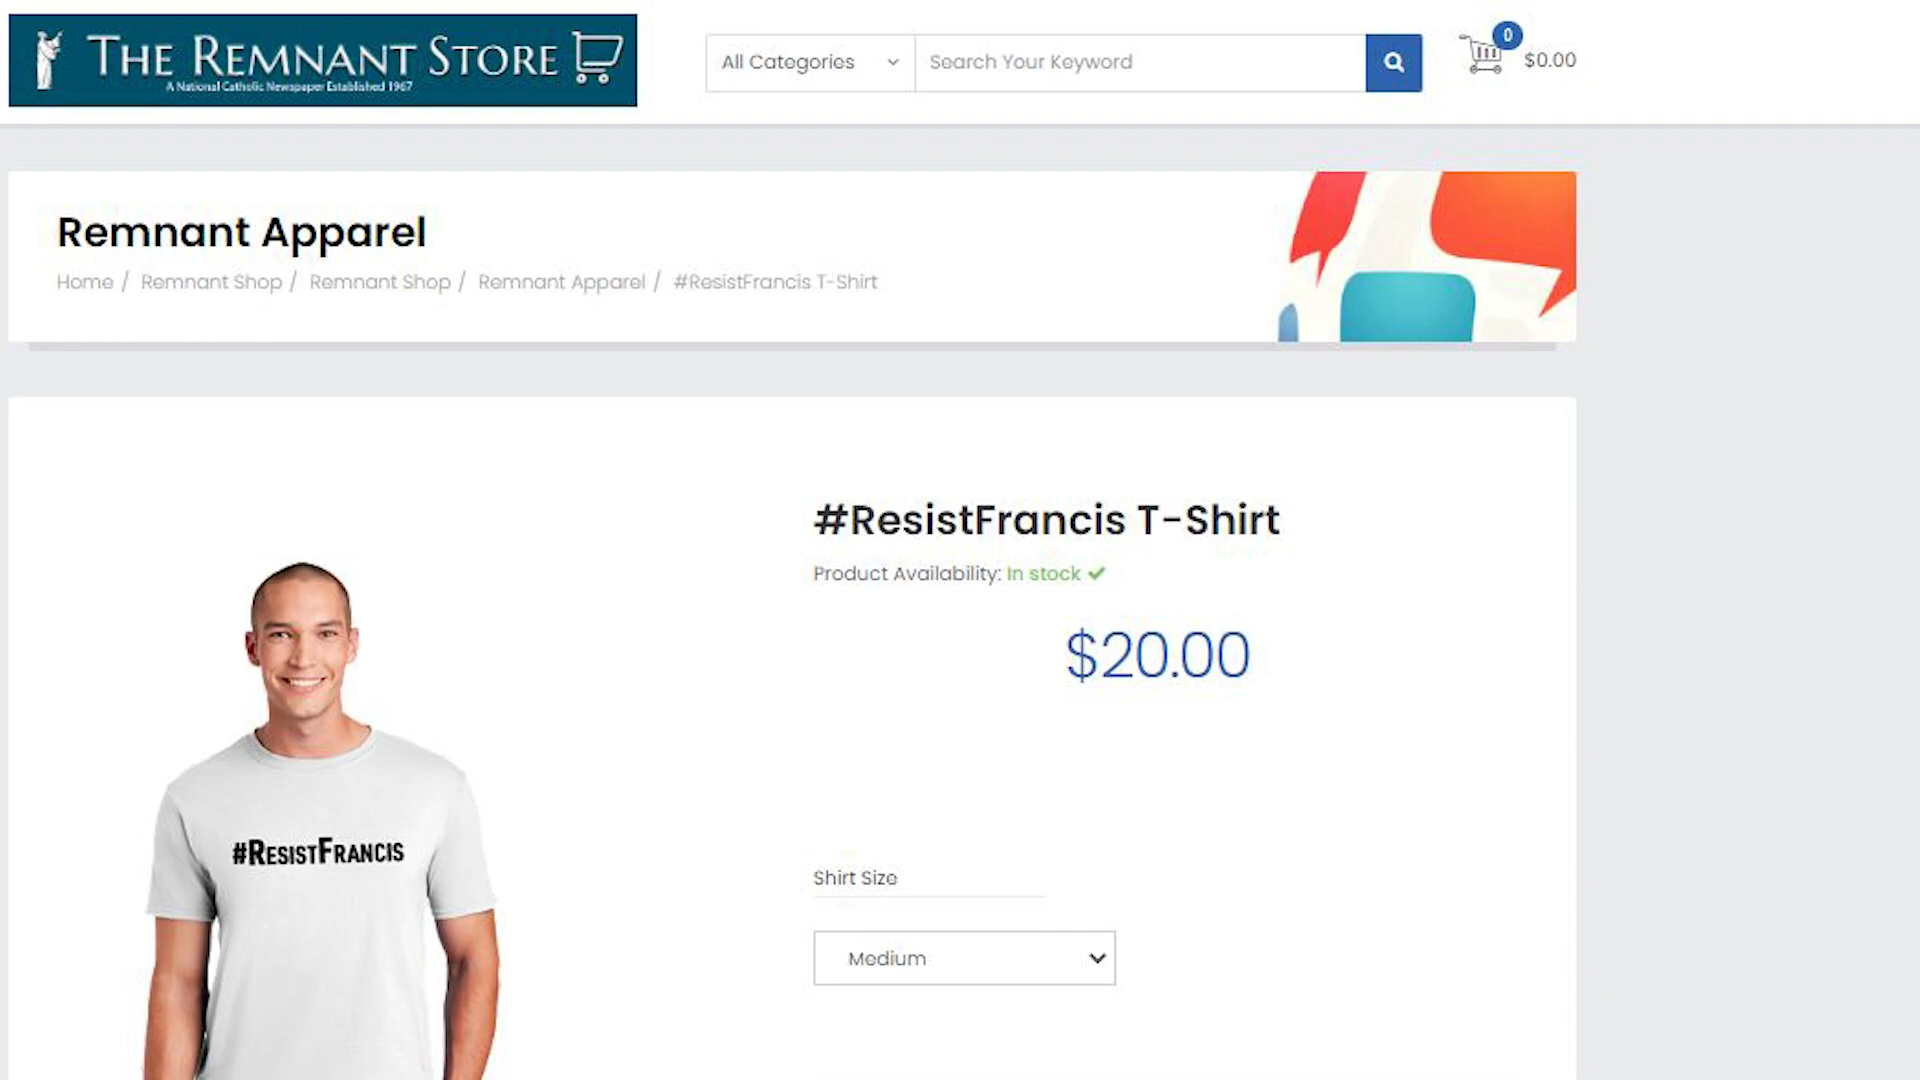 THE REMNANT STORE
A National Catholic Newspaper Established 1967
All Categories
Search Your Keyword
0
$0.00
Remnant Apparel
Home / Remnant Shop / Remnant Shop / Remnant Apparel / #ResistFrancis T-Shirt
#ResistFrancis T-Shirt
Product Availability: In stock
$20.00
#RESISTFRANCIS
Shirt Size
Medium